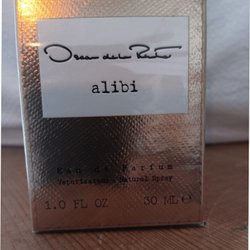 Oscar de la Renta
alibi
Eau de Parfum
Vaporisateur Natural Spray
1.0 FL OZ 30 ML ℮